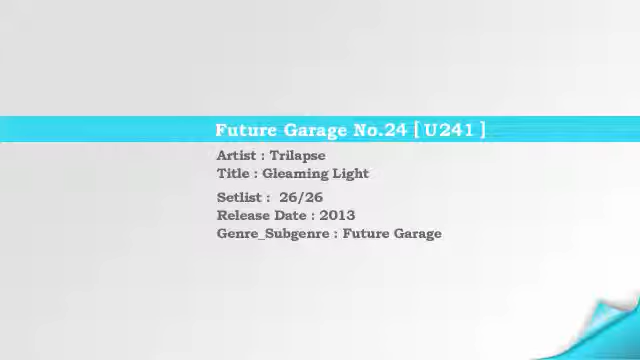 Future Garage No.24 [ U241 ]
Artist : Trilapse
Title : Gleaming Light
Setlist :  26/26
Release Date : 2013
Genre_Subgenre : Future Garage